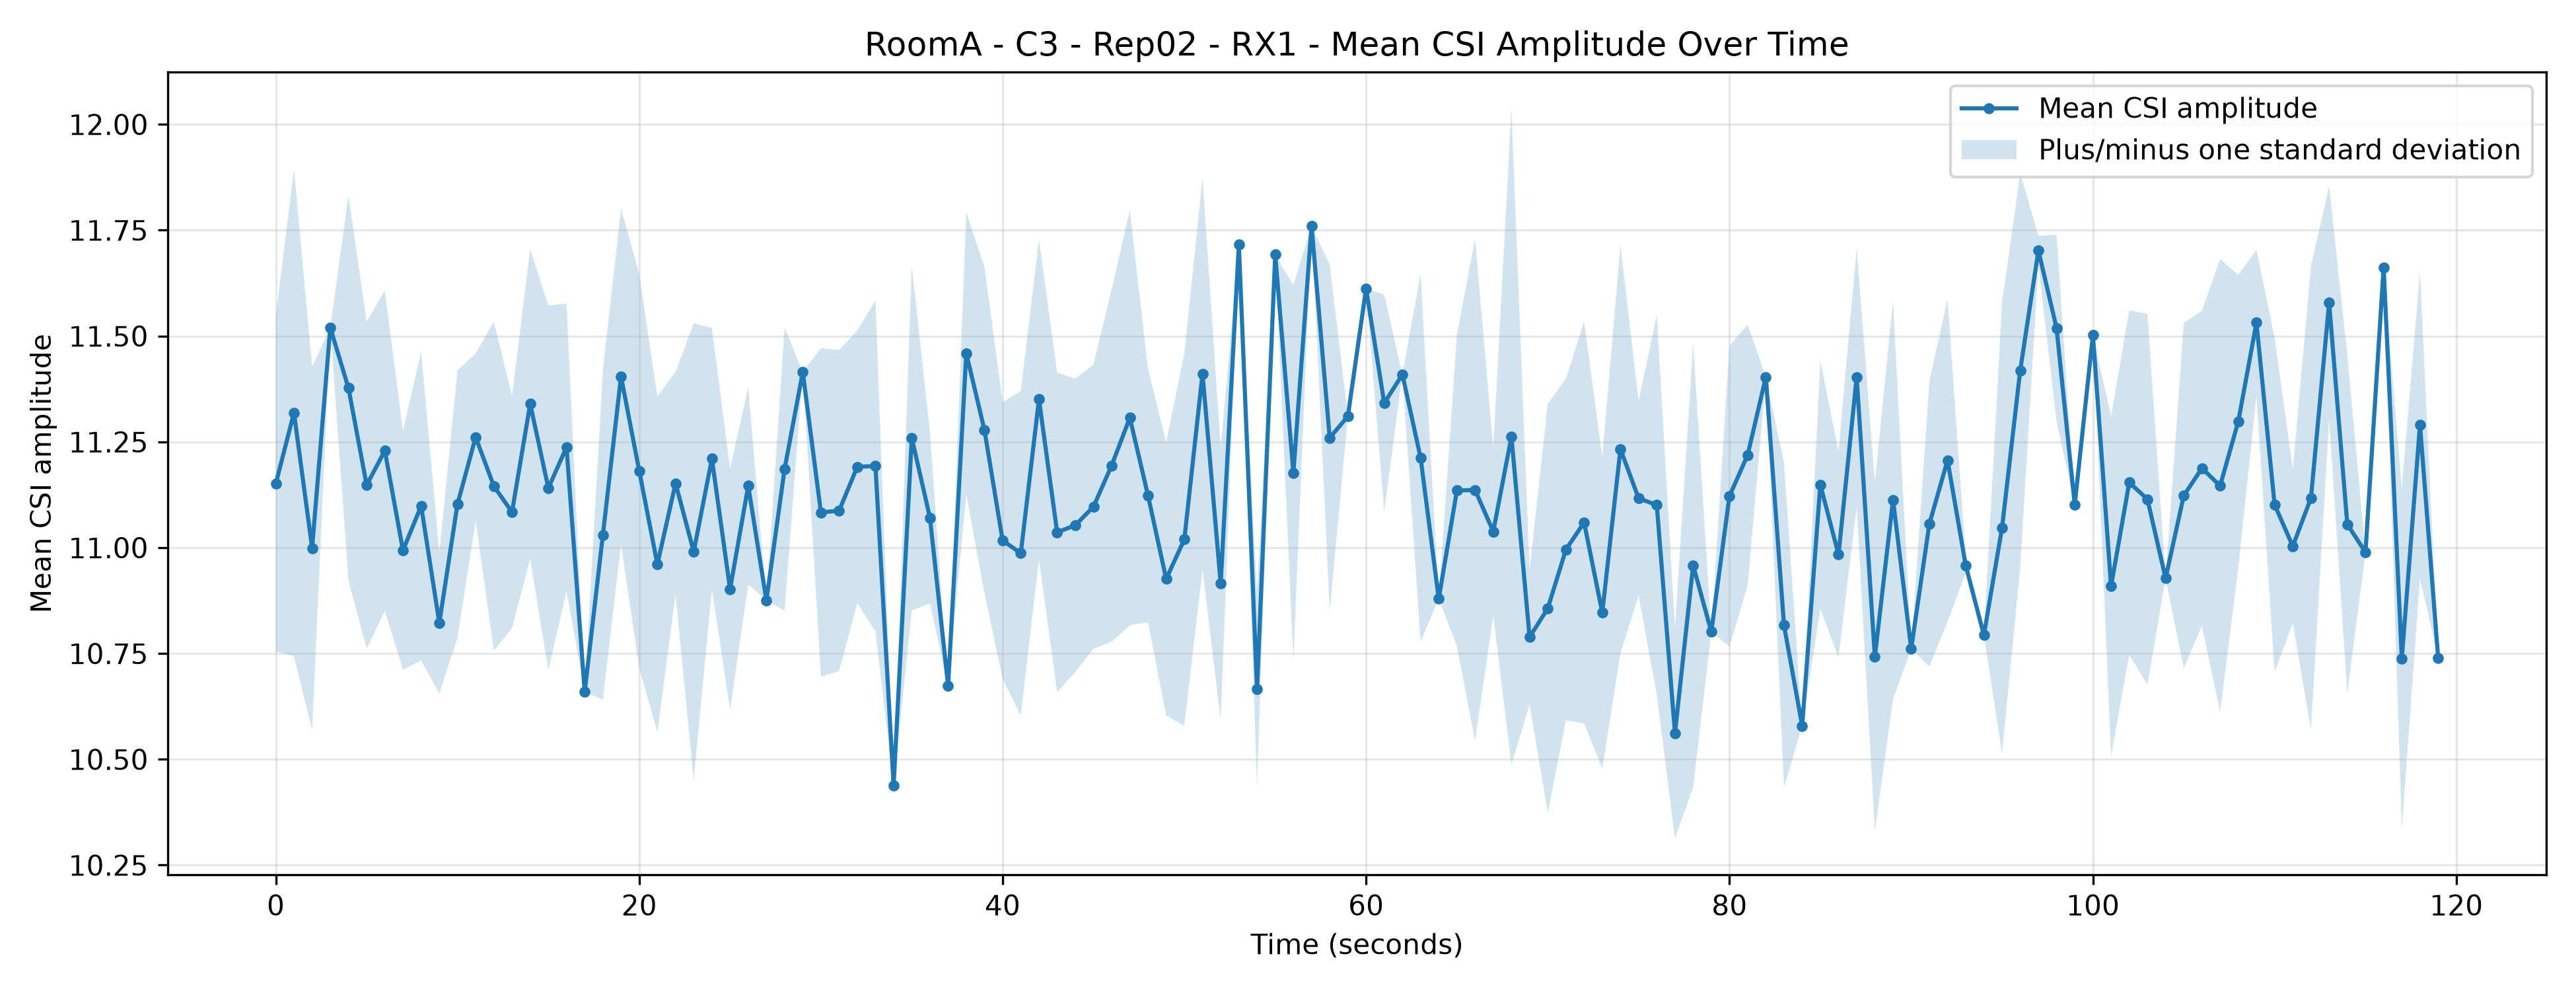 RoomA - C3 - Rep02 - RX1 - Mean CSI Amplitude Over Time
Mean CSI amplitude
Plus/minus one standard deviation
12.00
11.75
11.50
11.25
11.00
10.75
10.50
10.25
Mean CSI amplitude
0 20 40 60 80 100 120
Time (seconds)